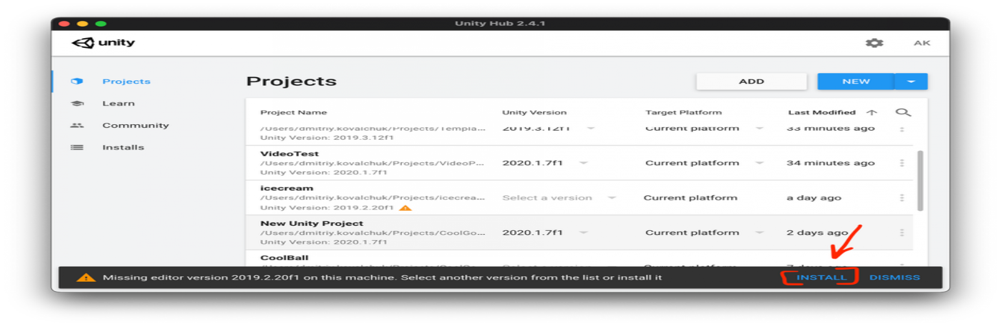 Unity Hub 2.4.1
unity
AK
Projects
Learn
Community
Installs
Projects
ADD
NEW
Project Name Unity Version Target Platform Last Modified
/Users/dmitriy.kovalchuk/Projects/Templa... 2019.3.12f1 Current platform 33 minutes ago
Unity Version: 2019.3.12f1
VideoTest
/Users/dmitriy.kovalchuk/Projects/VideoP... 2020.1.7f1 Current platform 34 minutes ago
Unity Version: 2020.1.7f1
icecream
/Users/dmitriy.kovalchuk/Projects/icecrea... Select a version Current platform a day ago
Unity Version: 2019.2.20f1
New Unity Project
/Users/dmitriy.kovalchuk/Projects/CoolGo... 2020.1.7f1 Current platform 2 days ago
Unity Version: 2020.1.7f1
CoolBall
Missing editor version 2019.2.20f1 on this machine. Select another version from the list or install it INSTALL DISMISS